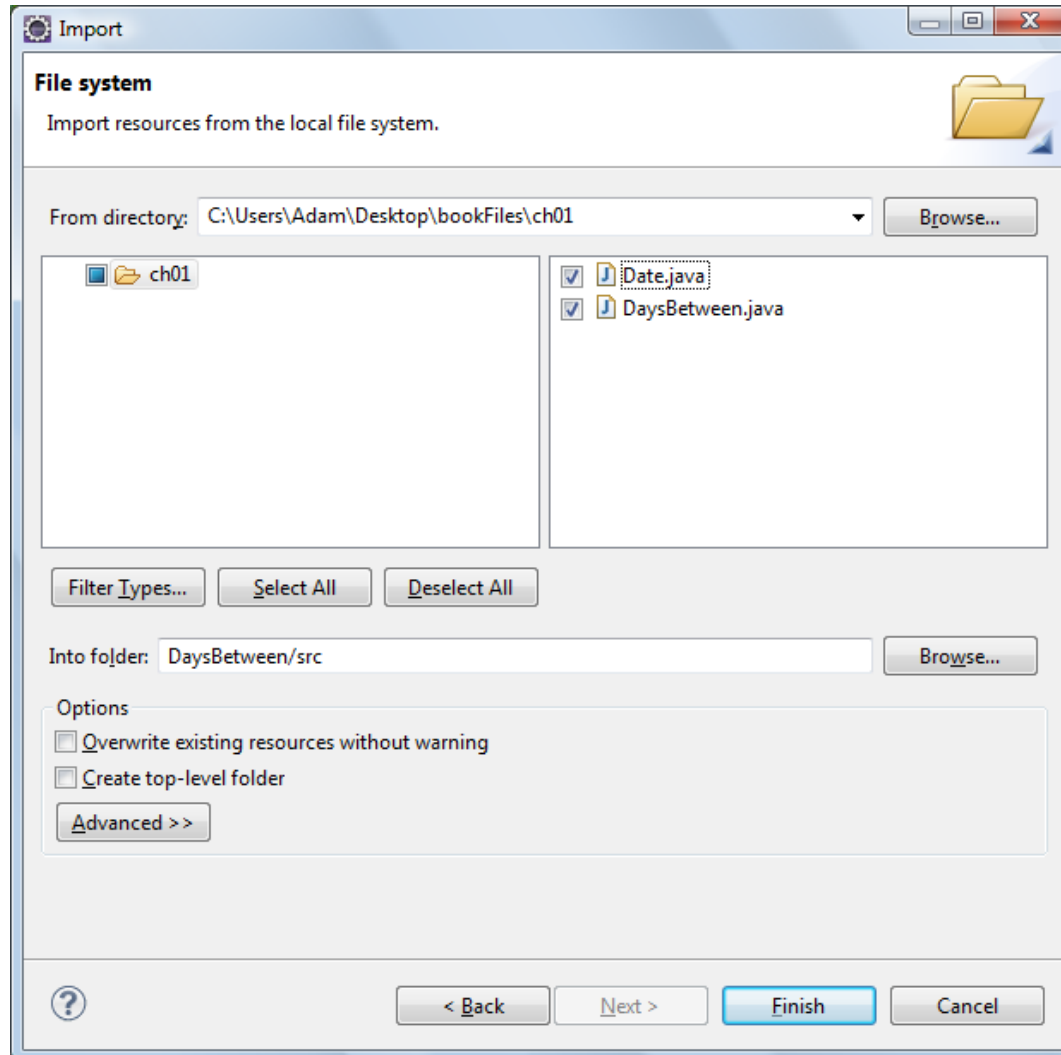 Import
File system
Import resources from the local file system.
From directory: C:\Users\Adam\Desktop\bookFiles\ch01 Browse...
ch01 Date.java
DaysBetween.java
Filter Types... Select All Deselect All
Into folder: DaysBetween/src Browse...
Options
Overwrite existing resources without warning
Create top-level folder
Advanced >>
? < Back Next > Finish Cancel